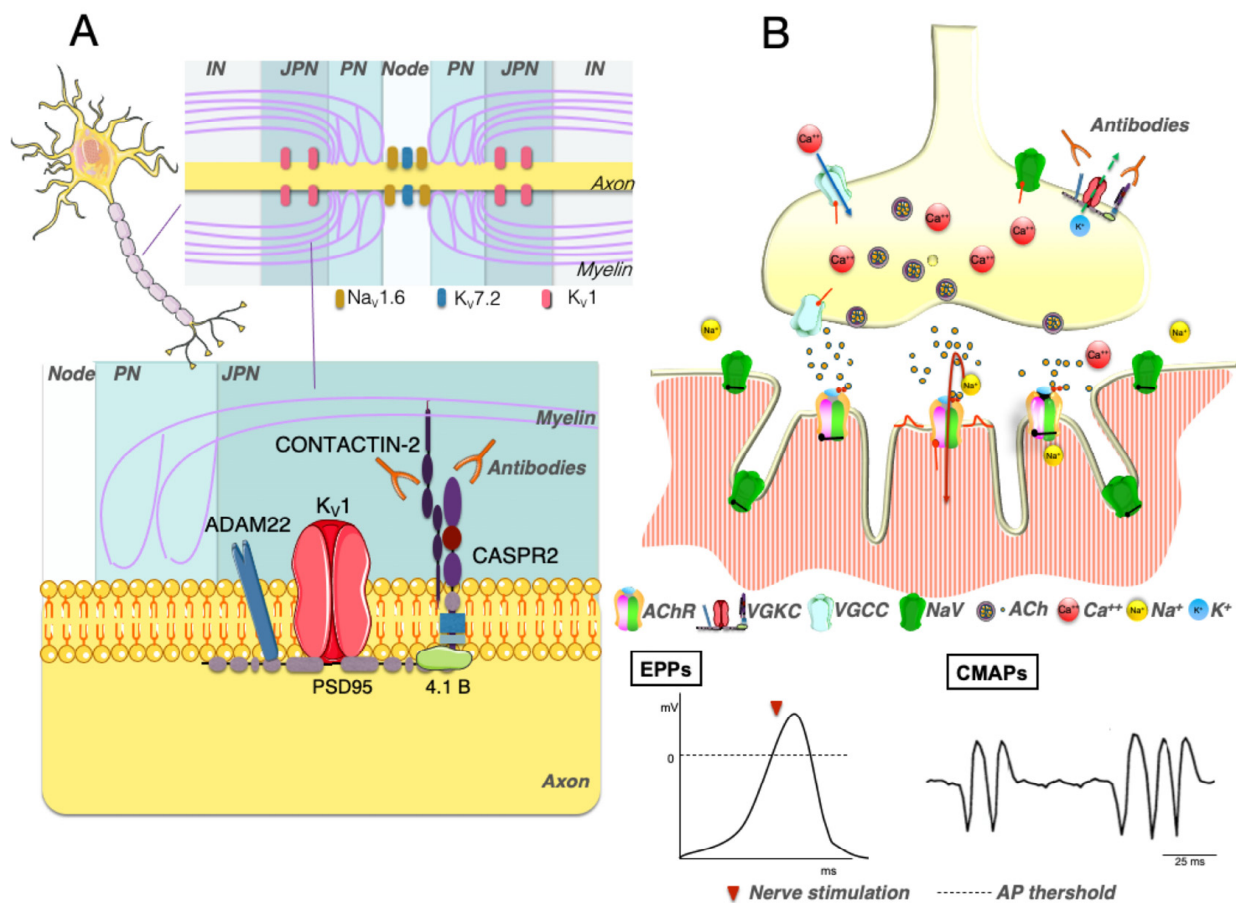 A
IN JPN PN Node PN JPN IN
Axon
Myelin
Nav1.6 Kv7.2 Kv1
Node PN JPN
Myelin
CONTACTIN-2
Antibodies
Kv1
ADAM22
CASPR2
PSD95 4.1 B
Axon
B
Antibodies
Ca++
K+
Ca++
Ca++
Ca++
Ca++
Na+
Na+
Ca++
Na+
Na+
AChR VGKC VGCC NaV ACh Ca++ Ca++ Na+ Na+ K+ K+
EPPs
mV
0
ms
CMAPs
25 ms
Nerve stimulation AP thershold